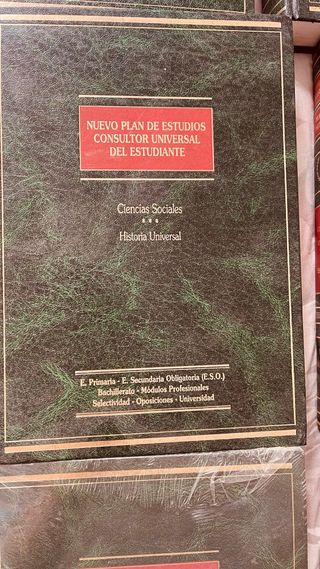 NUEVO PLAN DE ESTUDIOS
CONSULTOR UNIVERSAL
DEL ESTUDIANTE
Ciencias Sociales
Historia Universal
E. Primaria - E. Secundaria Obligatoria (E.S.O.)
Bachillerato - Módulos Profesionales
Selectividad - Oposiciones - Universidad